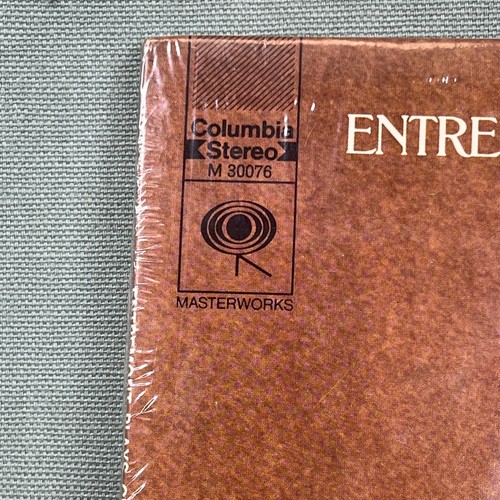 Columbia
Stereo
M 30076
MASTERWORKS
ENTRE